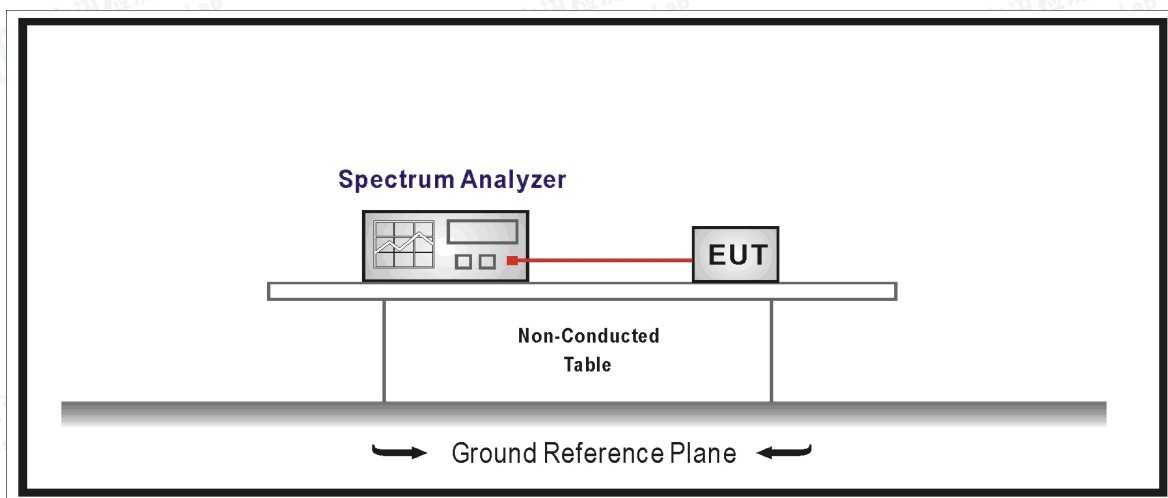 Spectrum Analyzer
EUT
Non-Conducted
Table
Ground Reference Plane